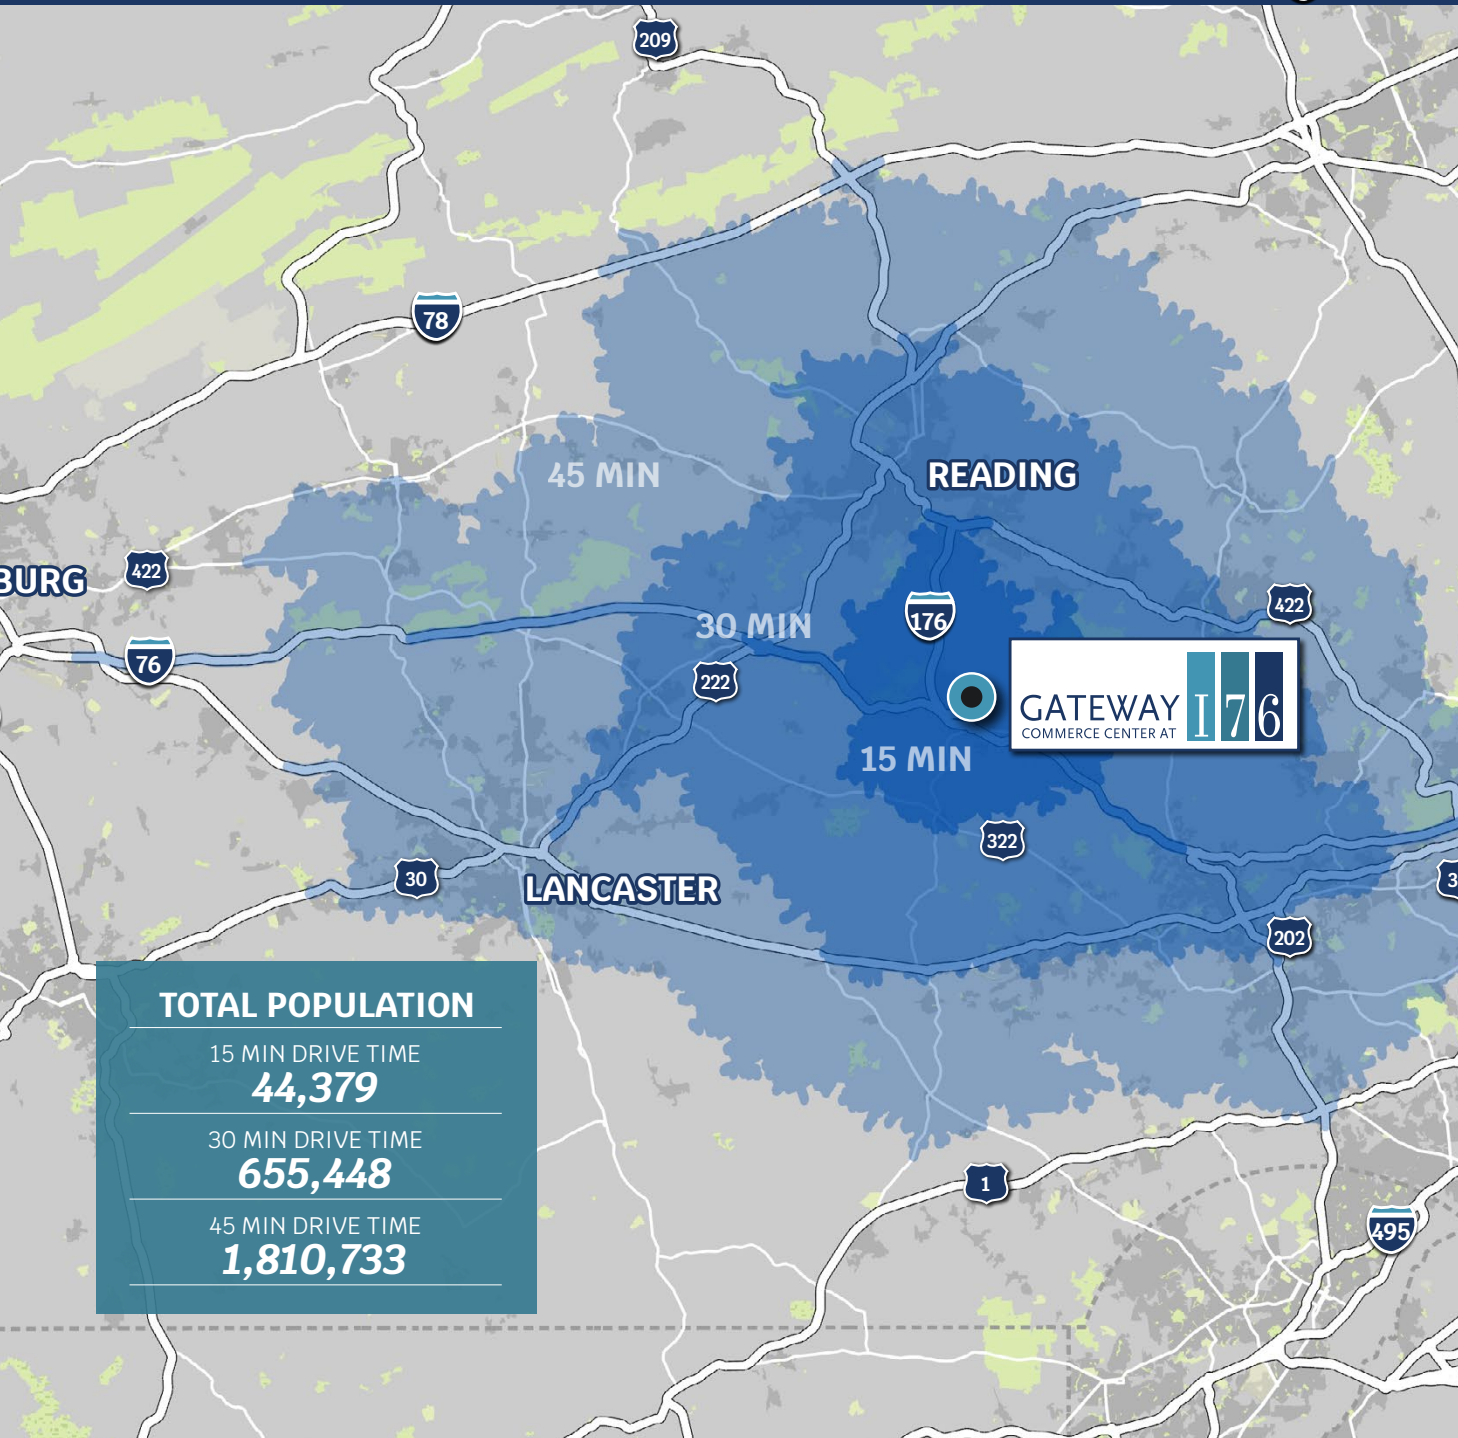 209
78
45 MIN
READING
BURG
422
422
176
30 MIN
76
222
GATEWAY
COMMERCE CENTER AT
I76
15 MIN
322
30
LANCASTER
3
202
TOTAL POPULATION
15 MIN DRIVE TIME
44,379
30 MIN DRIVE TIME
655,448
45 MIN DRIVE TIME
1,810,733
1
495